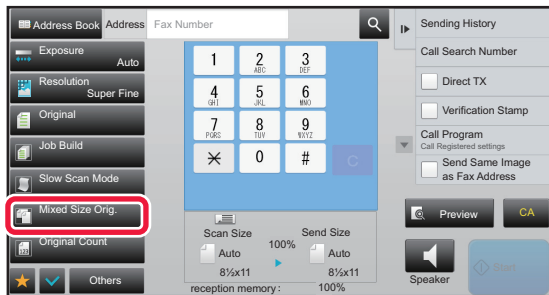 Address Book
Address
Fax Number
Exposure
Auto
Resolution
Super Fine
Original
Job Build
Slow Scan Mode
Mixed Size Orig.
Original Count
Others
1
2
ABC
3
DEF
4
GHI
5
JKL
6
MNO
7
PQRS
8
TUV
9
WXYZ
0
#
C
Scan Size
100%
Send Size
Auto
Auto
8½x11
8½x11
reception memory: 100%
Sending History
Call Search Number
Direct TX
Verification Stamp
Call Program
Call Registered settings
Send Same Image
as Fax Address
Preview
CA
Speaker
Start